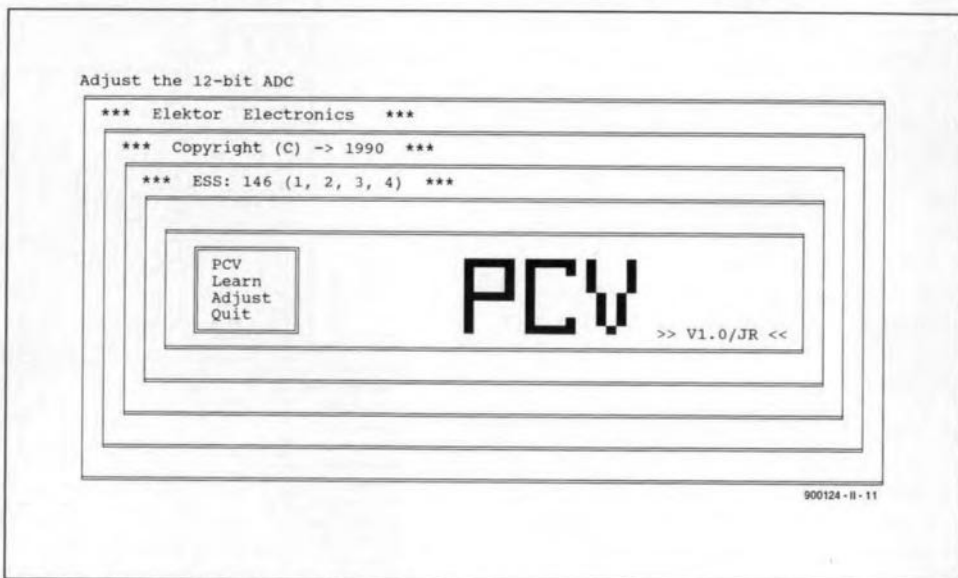 Adjust the 12-bit ADC
*** Elektor Electronics ***
*** Copyright (C) -> 1990 ***
*** ESS: 146 (1, 2, 3, 4) ***
PCV
Learn
Adjust
Quit
PCV
>> V1.0/JR <<
900124 - II - 11